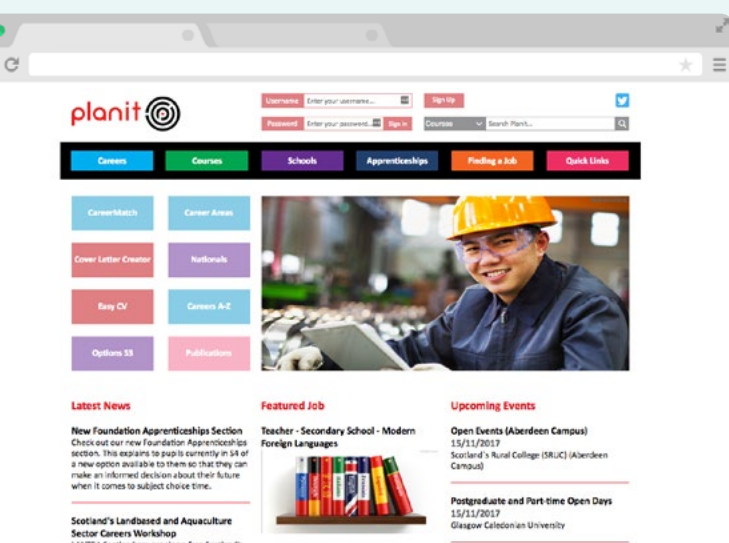 planit
Username Enter your username... Sign Up
Password Enter your password... Sign in Courses Search Planit...
Careers Courses Schools Apprenticeships Finding a Job Quick Links
CareerMatch Career Areas
Cover Letter Creator Nationals
Easy CV Careers A-Z
Options S3 Publications
Latest News
New Foundation Apprenticeships Section
Check out our new Foundation Apprenticeships
section. This explains to pupils currently in S4 of
a new option available to them so that they can
make an informed decision about their future
when it comes to subject choice time.
Scotland's Landbased and Aquaculture
Sector Careers Workshop
Featured Job
Teacher - Secondary School - Modern
Foreign Languages
Upcoming Events
Open Events (Aberdeen Campus)
15/11/2017
Scotland's Rural College (SRUC) (Aberdeen
Campus)
Postgraduate and Part-time Open Days
15/11/2017
Glasgow Caledonian University